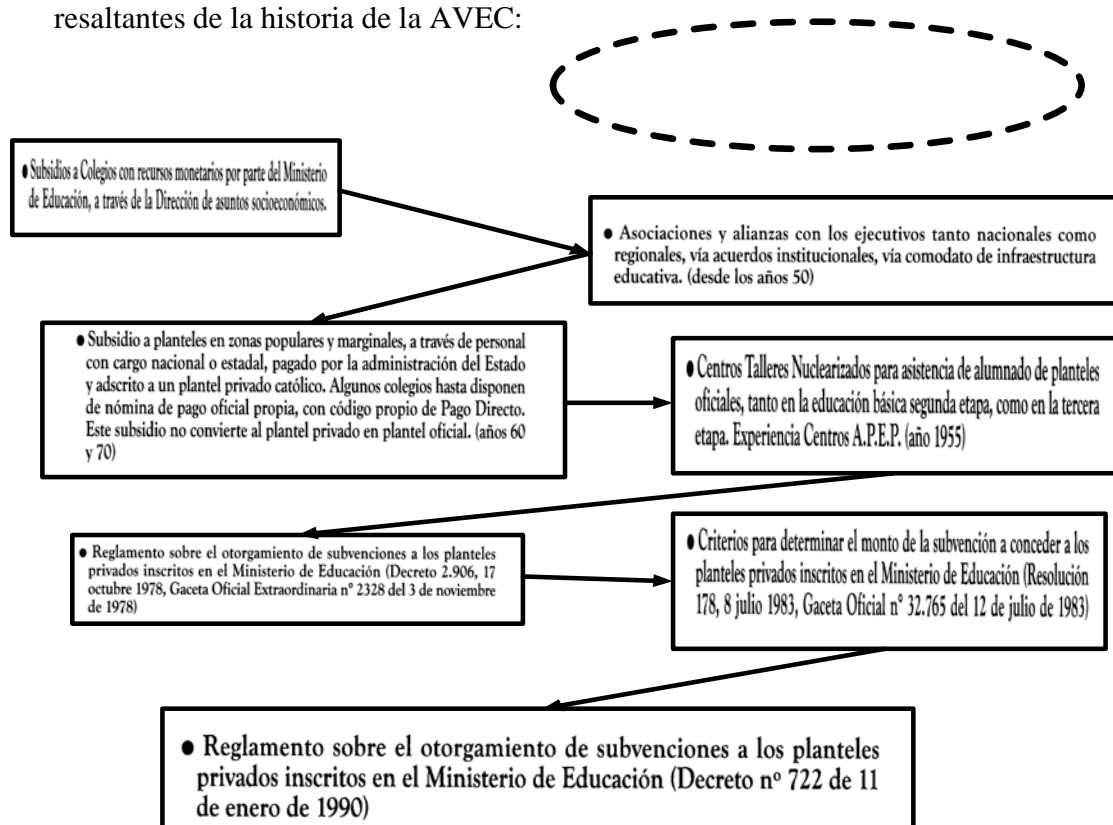 resaltantes de la historia de la AVEC:
● Subsidios a Colegios con recursos monetarios por parte del Ministerio
de Educación, a través de la Dirección de asuntos socioeconómicos.
● Asociaciones y alianzas con los ejecutivos tanto nacionales como
regionales, vía acuerdos institucionales, vía comodato de infraestructura
educativa. (desde los años 50)
● Subsidio a planteles en zonas populares y marginales, a través de personal
con cargo nacional o estadal, pagado por la administración del Estado
y adscrito a un plantel privado católico. Algunos colegios hasta disponen
de nómina de pago oficial propia, con código propio de Pago Directo.
Este subsidio no convierte al plantel privado en plantel oficial. (años 60
y 70)
● Centros Talleres Nuclearizados para asistencia de alumnado de planteles
oficiales, tanto en la educación básica segunda etapa, como en la tercera
etapa. Experiencia Centros A.P.E.P. (año 1955)
● Reglamento sobre el otorgamiento de subvenciones a los planteles
privados inscritos en el Ministerio de Educación (Decreto 2.906, 17
octubre 1978, Gaceta Oficial Extraordinaria n° 2328 del 3 de noviembre
de 1978)
● Criterios para determinar el monto de la subvención a conceder a los
planteles privados inscritos en el Ministerio de Educación (Resolución
178, 8 julio 1983, Gaceta Oficial n° 32.765 del 12 de julio de 1983)
● Reglamento sobre el otorgamiento de subvenciones a los planteles
privados inscritos en el Ministerio de Educación (Decreto nº 722 de 11
de enero de 1990)